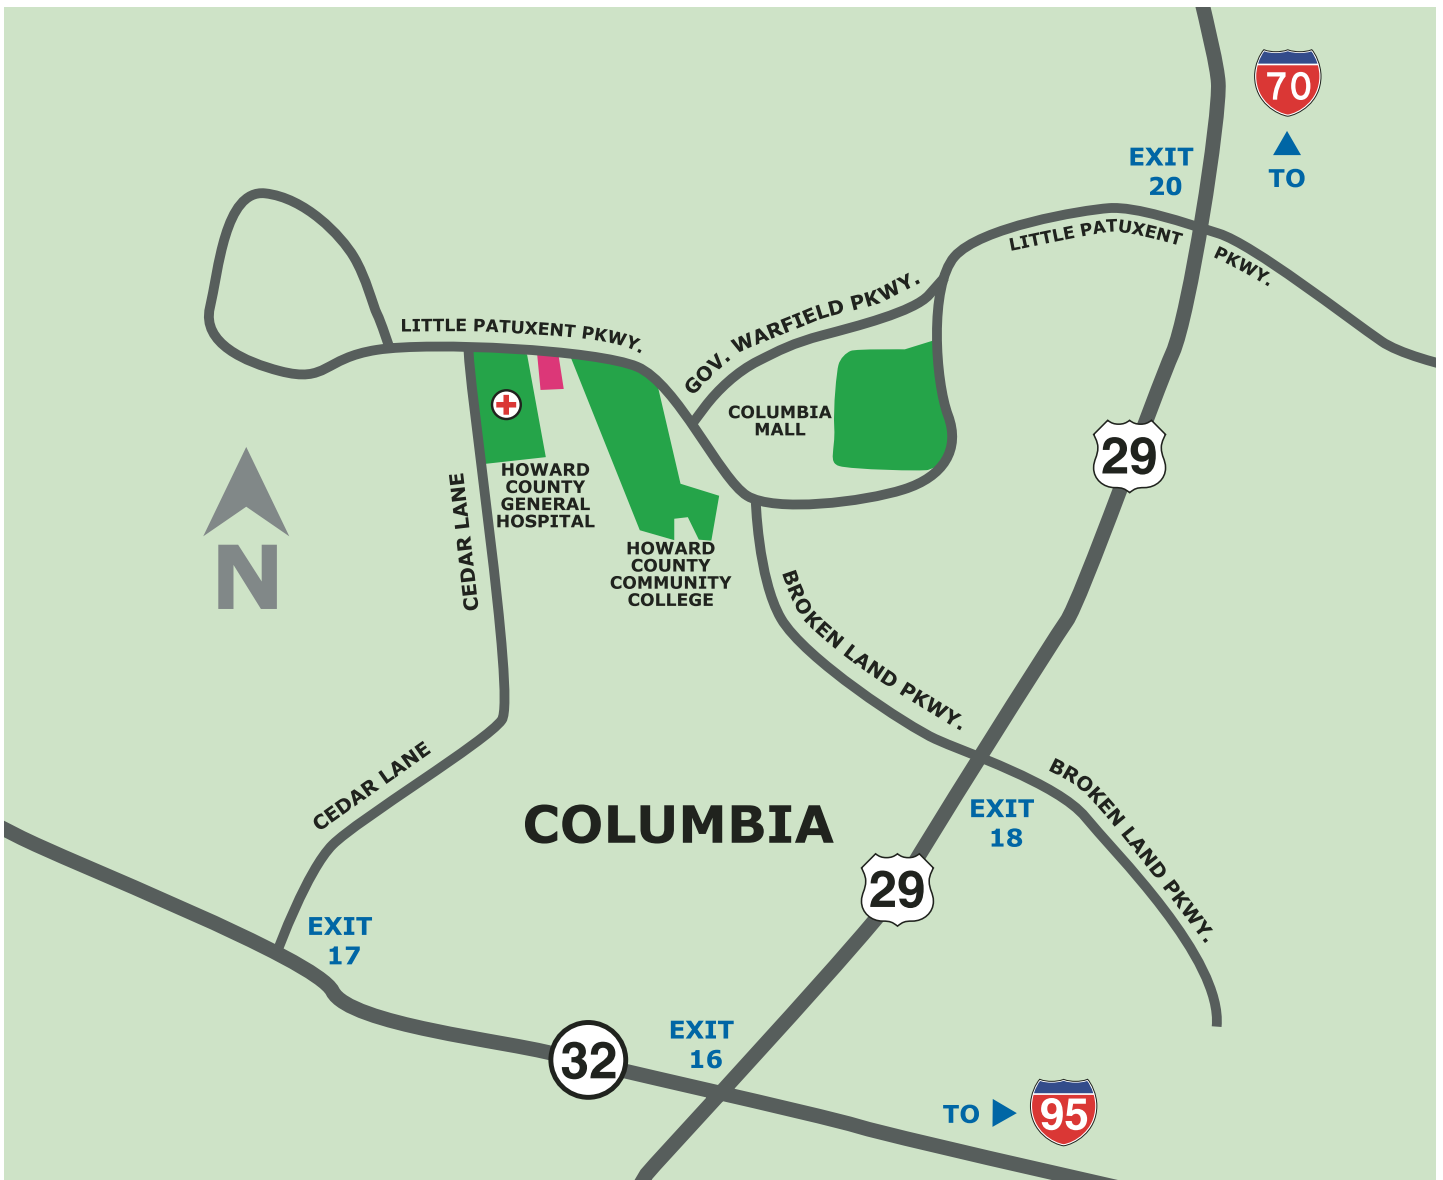 70
TO
EXIT
20
LITTLE PATUXENT
PKWY.
GOV. WARFIELD PKWY.
LITTLE PATUXENT PKWY.
COLUMBIA
MALL
29
HOWARD
COUNTY
GENERAL
HOSPITAL
CEDAR LANE
N
HOWARD
COUNTY
COMMUNITY
COLLEGE
BROKEN LAND PKWY.
CEDAR LANE
COLUMBIA
EXIT
18
BROKEN LAND PKWY.
29
EXIT
17
32
EXIT
16
TO
95